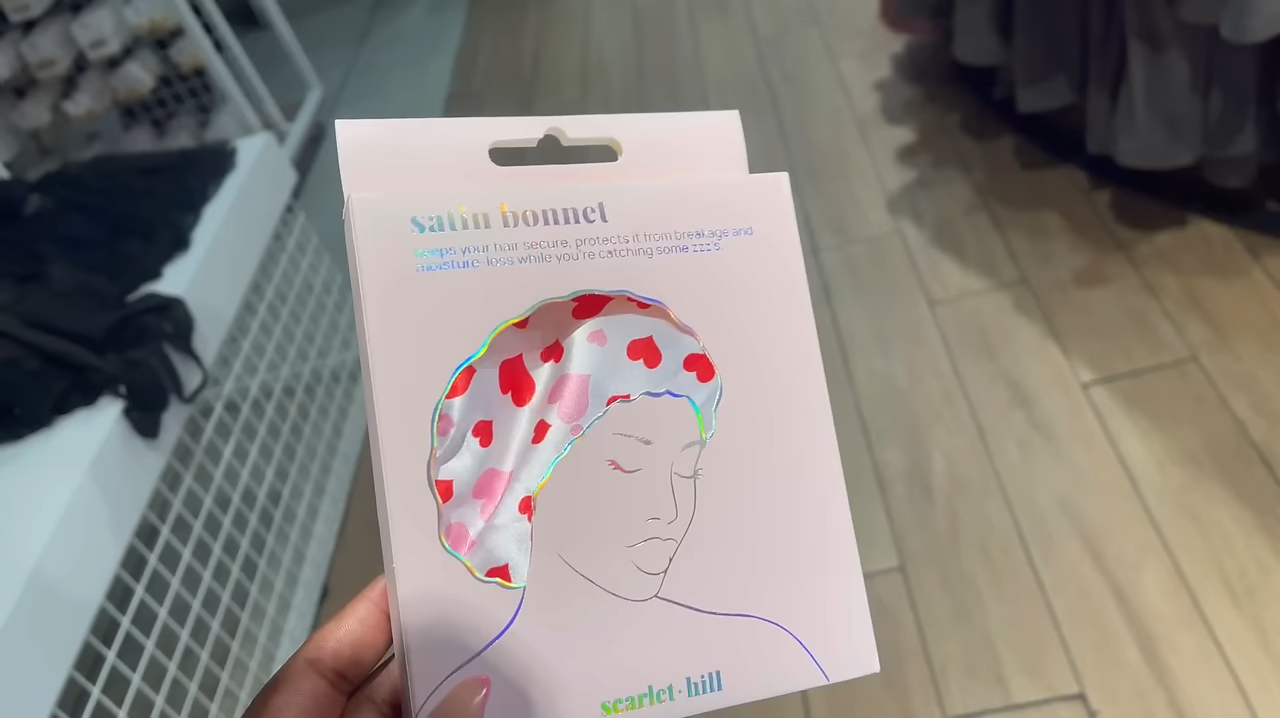 satin bonnet
keeps your hair secure, protects it from breakage and
moisture-loss while you're catching some zzz's.
scarlet·hill